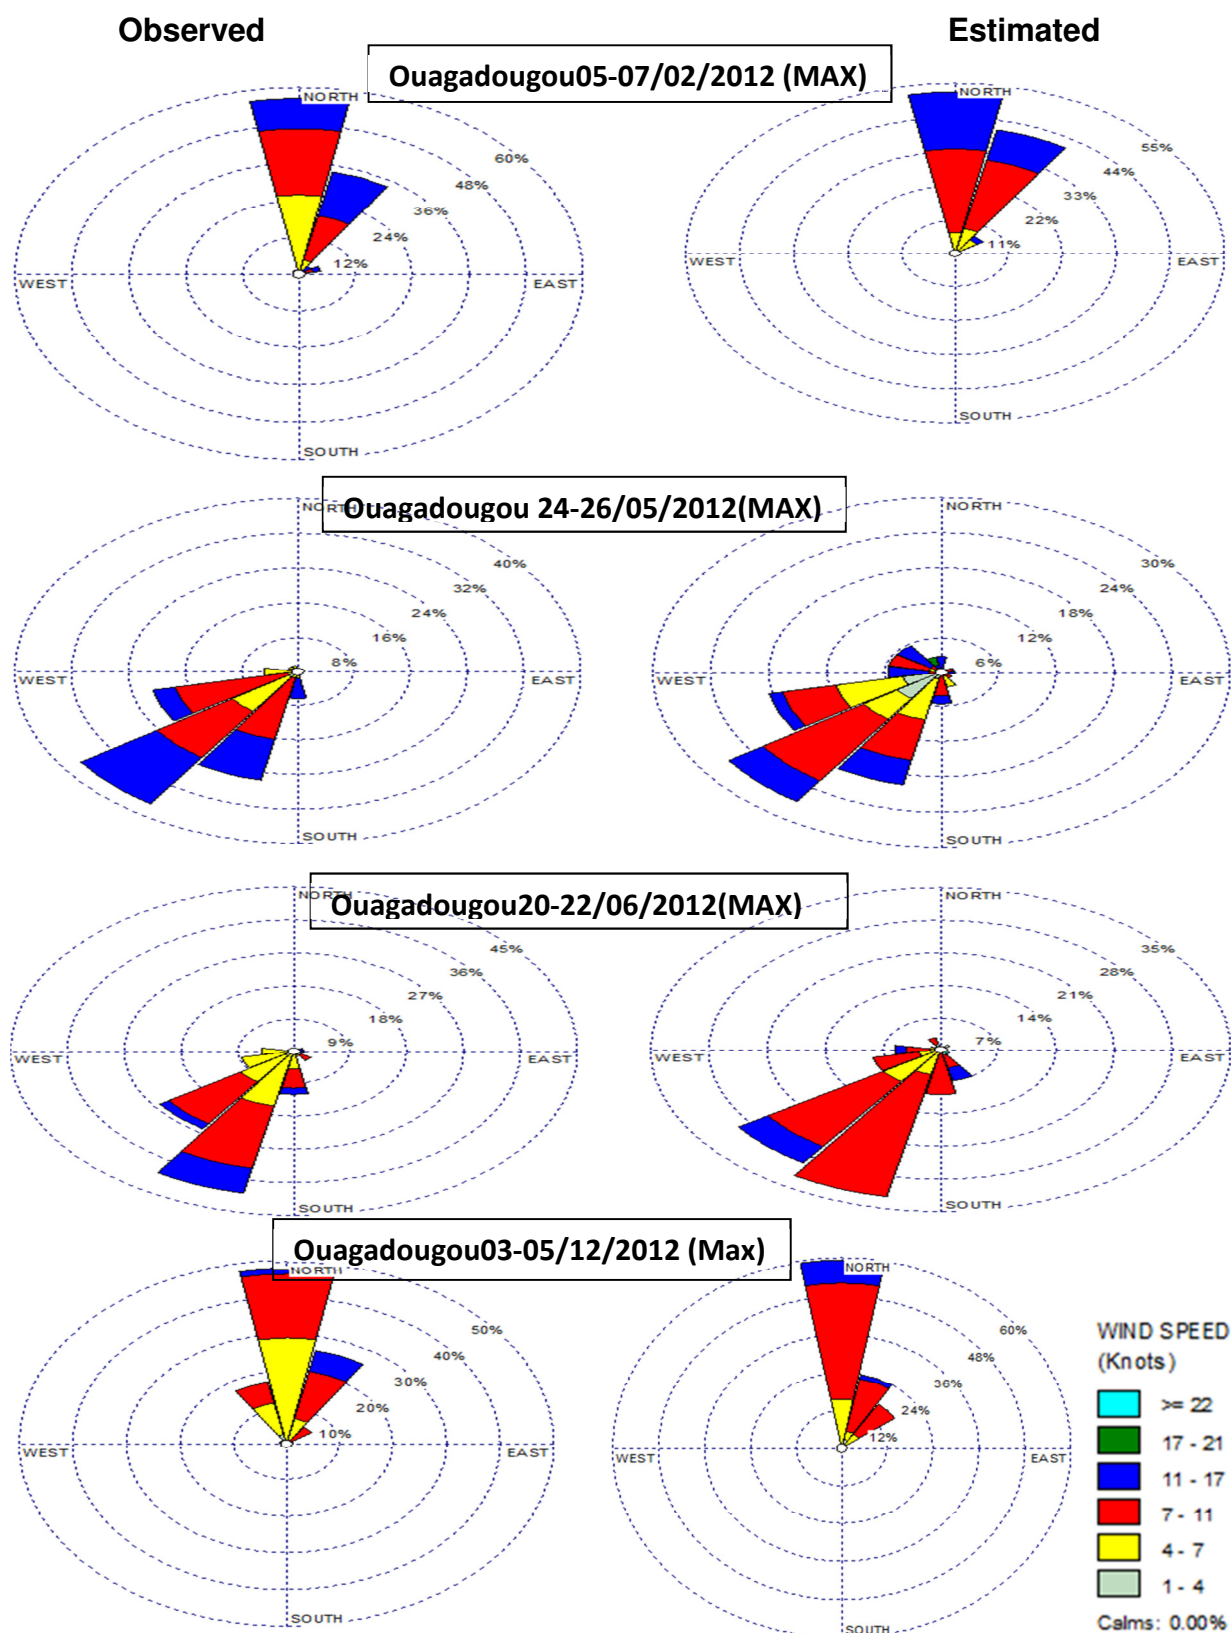 Observed
Estimated
Ouagadougou05-07/02/2012 (MAX)
NORTH
60%
48%
36%
24%
12%
WEST
EAST
SOUTH
NORTH
55%
44%
33%
22%
11%
WEST
EAST
SOUTH
Ouagadougou 24-26/05/2012(MAX)
NORTH
40%
32%
24%
16%
8%
WEST
EAST
SOUTH
NORTH
30%
24%
18%
12%
6%
WEST
EAST
SOUTH
Ouagadougou20-22/06/2012(MAX)
NORTH
45%
36%
27%
18%
9%
WEST
EAST
SOUTH
NORTH
35%
28%
21%
14%
7%
WEST
EAST
SOUTH
Ouagadougou03-05/12/2012 (Max)
NORTH
50%
40%
30%
20%
10%
WEST
EAST
SOUTH
NORTH
60%
48%
36%
24%
12%
WEST
EAST
SOUTH
WIND SPEED
(Knots)
>= 22
17 - 21
11 - 17
7 - 11
4 - 7
1 - 4
Calms: 0.00%